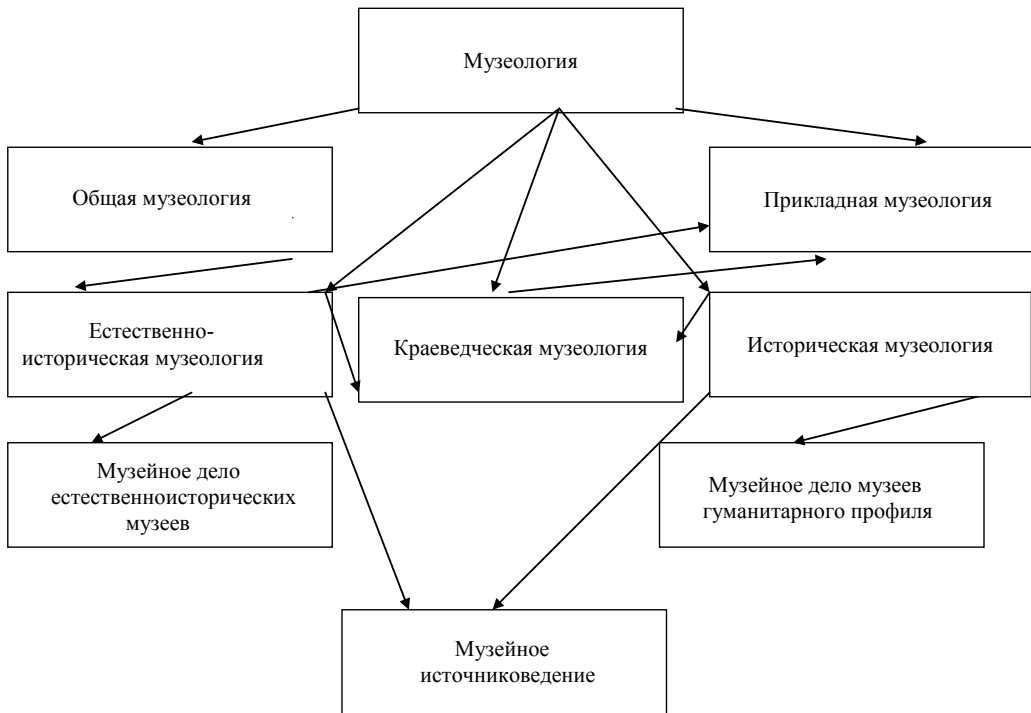 Музеология
Общая музеология
Прикладная музеология
Естественно-
историческая музеология
Краеведческая музеология
Историческая музеология
Музейное дело
естественноисторических
музеев
Музейное дело музеев
гуманитарного профиля
Музейное
источниковедение